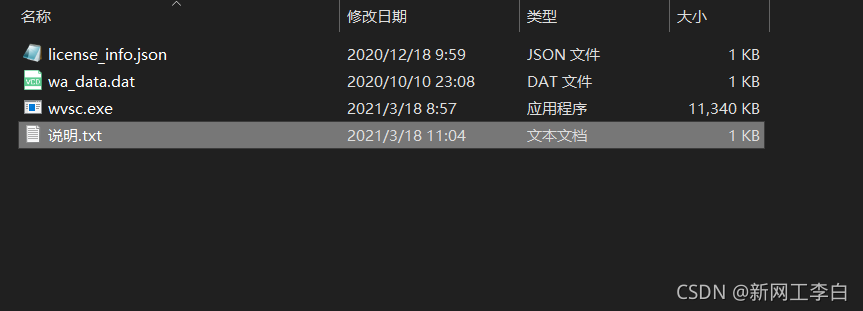 名称 修改日期 类型 大小
license_info.json 2020/12/18 9:59 JSON 文件 1 KB
wa_data.dat 2020/10/10 23:08 DAT 文件 1 KB
wvsc.exe 2021/3/18 8:57 应用程序 11,340 KB
说明.txt 2021/3/18 11:04 文本文档 1 KB
CSDN @新网工李白